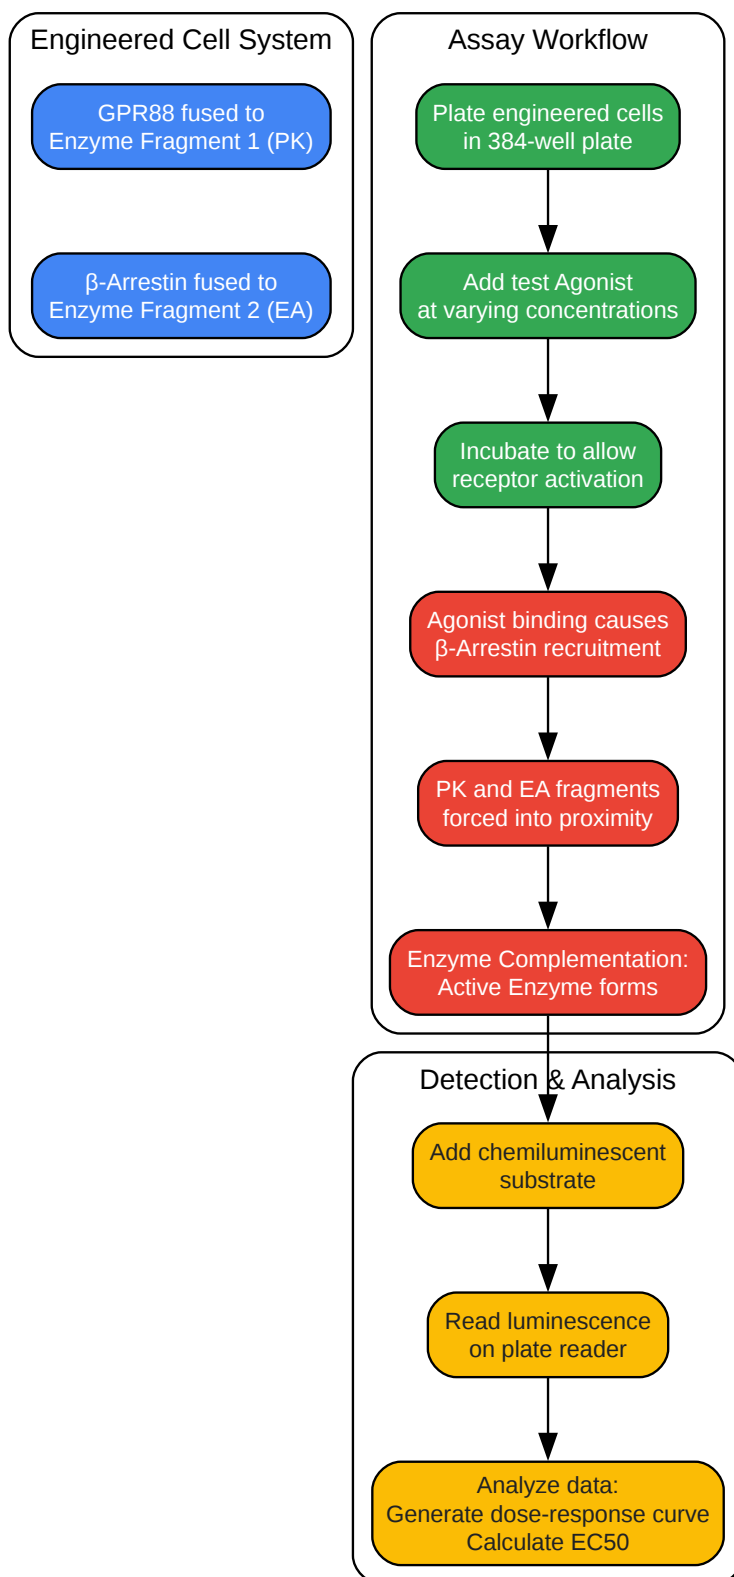 Engineered Cell System
GPR88 fused to
Enzyme Fragment 1 (PK)
β-Arrestin fused to
Enzyme Fragment 2 (EA)
Assay Workflow
Plate engineered cells
in 384-well plate
Add test Agonist
at varying concentrations
Incubate to allow
receptor activation
Agonist binding causes
β-Arrestin recruitment
PK and EA fragments
forced into proximity
Enzyme Complementation:
Active Enzyme forms
Detection & Analysis
Add chemiluminescent
substrate
Read luminescence
on plate reader
Analyze data:
Generate dose-response curve
Calculate EC50